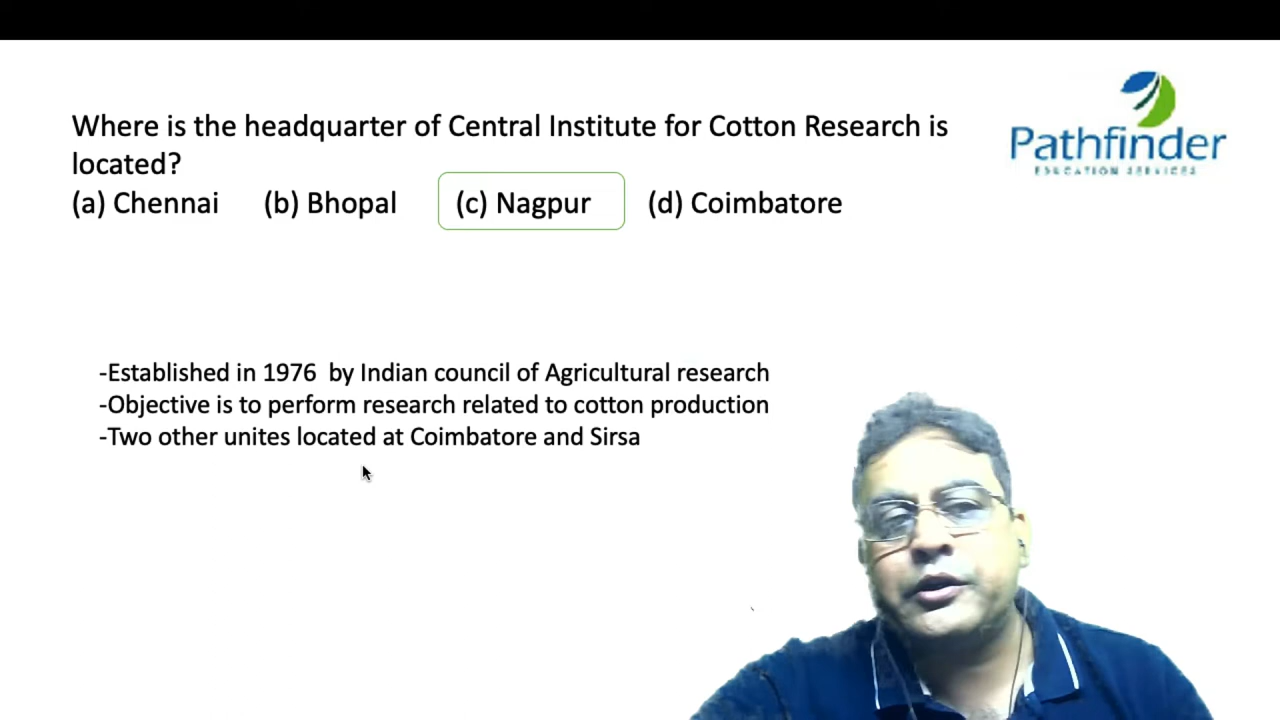 Where is the headquarter of Central Institute for Cotton Research is
located?
(a) Chennai (b) Bhopal (c) Nagpur (d) Coimbatore
Pathfinder
EDUCATION SERVICES
-Established in 1976 by Indian council of Agricultural research
-Objective is to perform research related to cotton production
-Two other unites located at Coimbatore and Sirsa